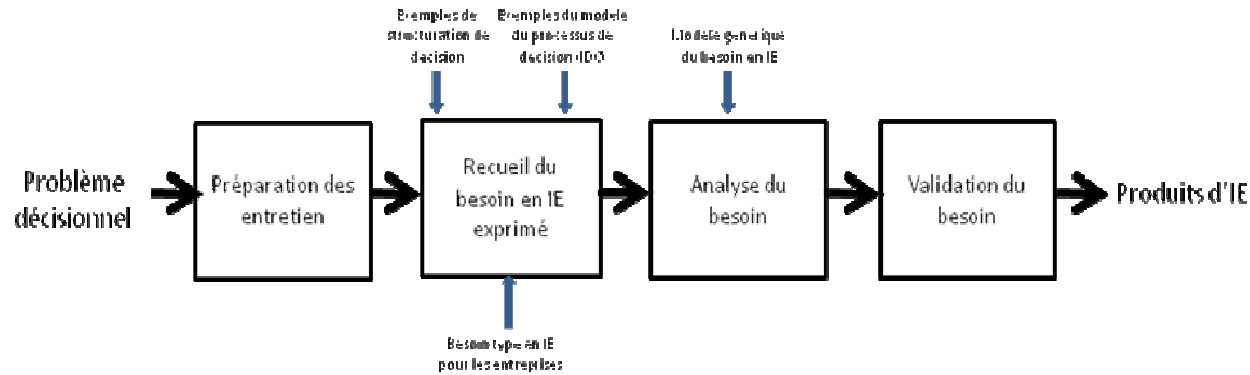 Exemples de
structuration de
décision
Exemples du modèle
du processus de
décision
Modèle générique
du besoin en IE
Problème
décisionnel
Préparation des
entretien
Recueil du
besoin en IE
exprimé
Analyse du
besoin
Validation du
besoin
Produits d'IE
Besoin type en IE
pour les entreprises